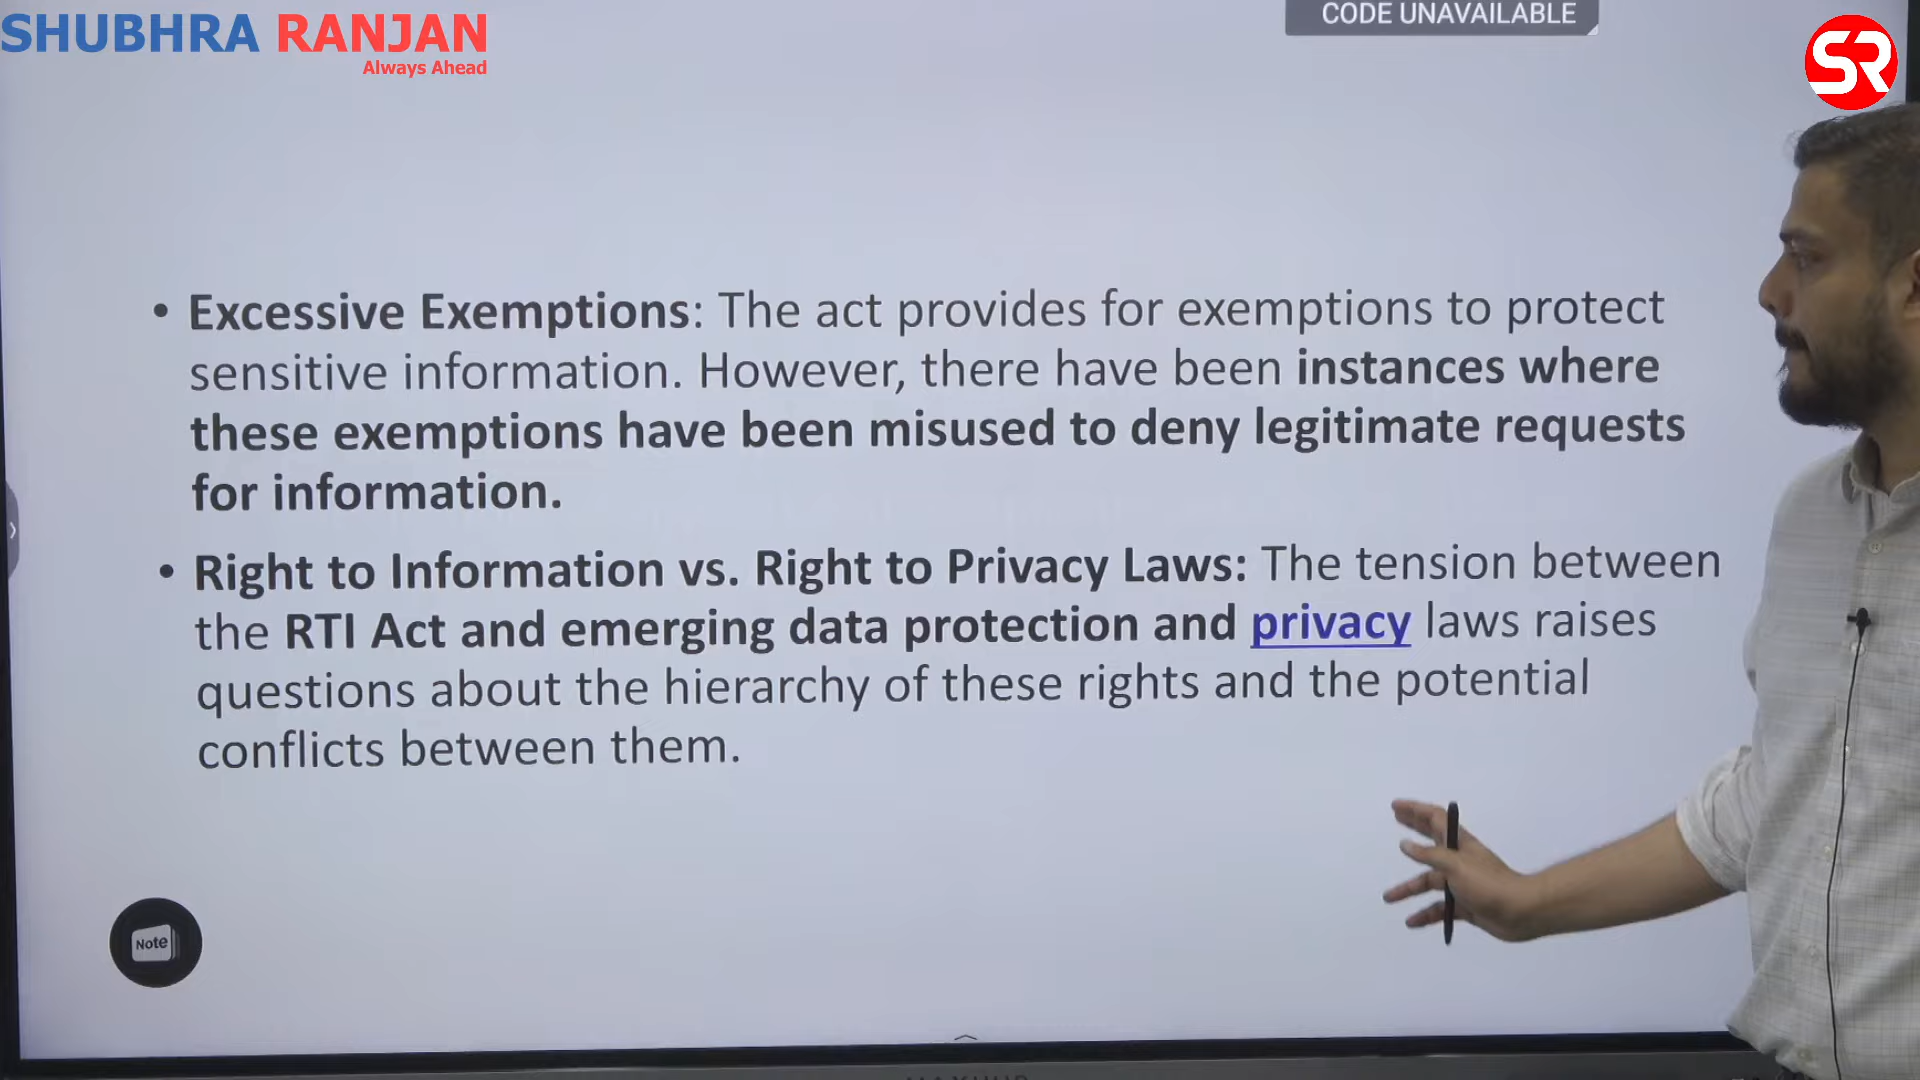 SHUBHRA RANJAN
Always Ahead
CODE UNAVAILABLE
SR
• Excessive Exemptions: The act provides for exemptions to protect
sensitive information. However, there have been instances where
these exemptions have been misused to deny legitimate requests
for information.
• Right to Information vs. Right to Privacy Laws: The tension between
the RTI Act and emerging data protection and privacy laws raises
questions about the hierarchy of these rights and the potential
conflicts between them.
Note